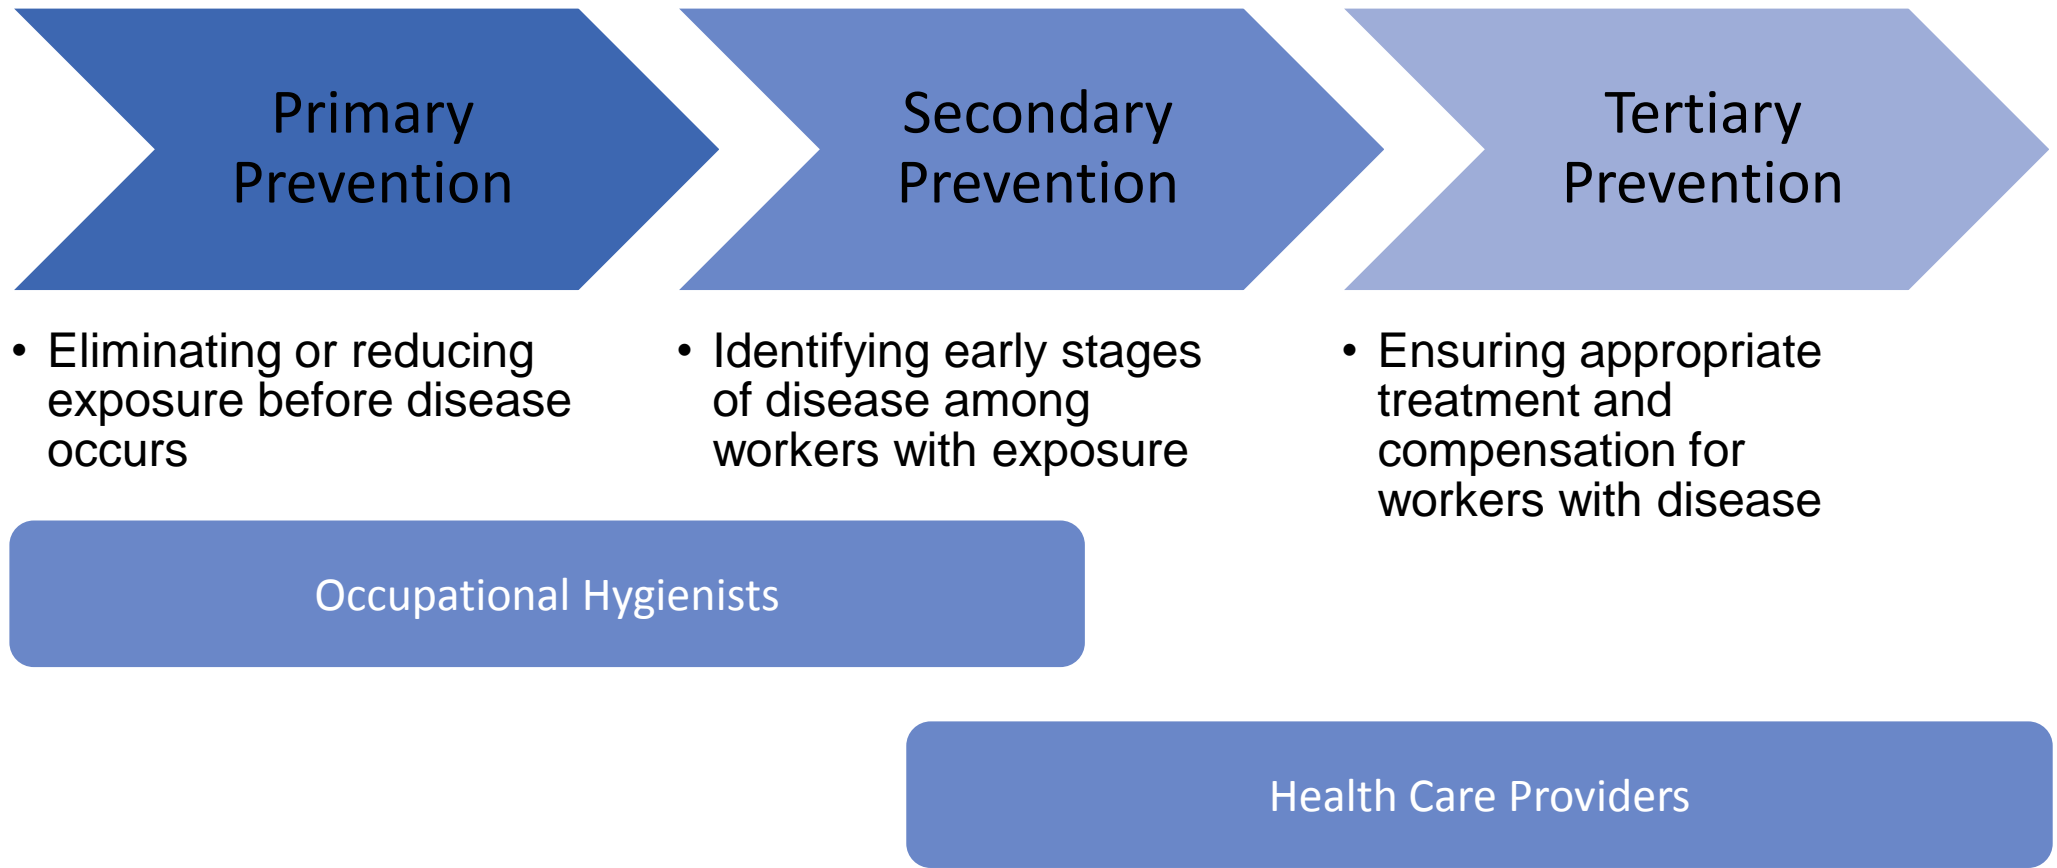 Primary
Prevention
Secondary
Prevention
Tertiary
Prevention
• Eliminating or reducing
exposure before disease
occurs
• Identifying early stages
of disease among
workers with exposure
• Ensuring appropriate
treatment and
compensation for
workers with disease
Occupational Hygienists
Health Care Providers